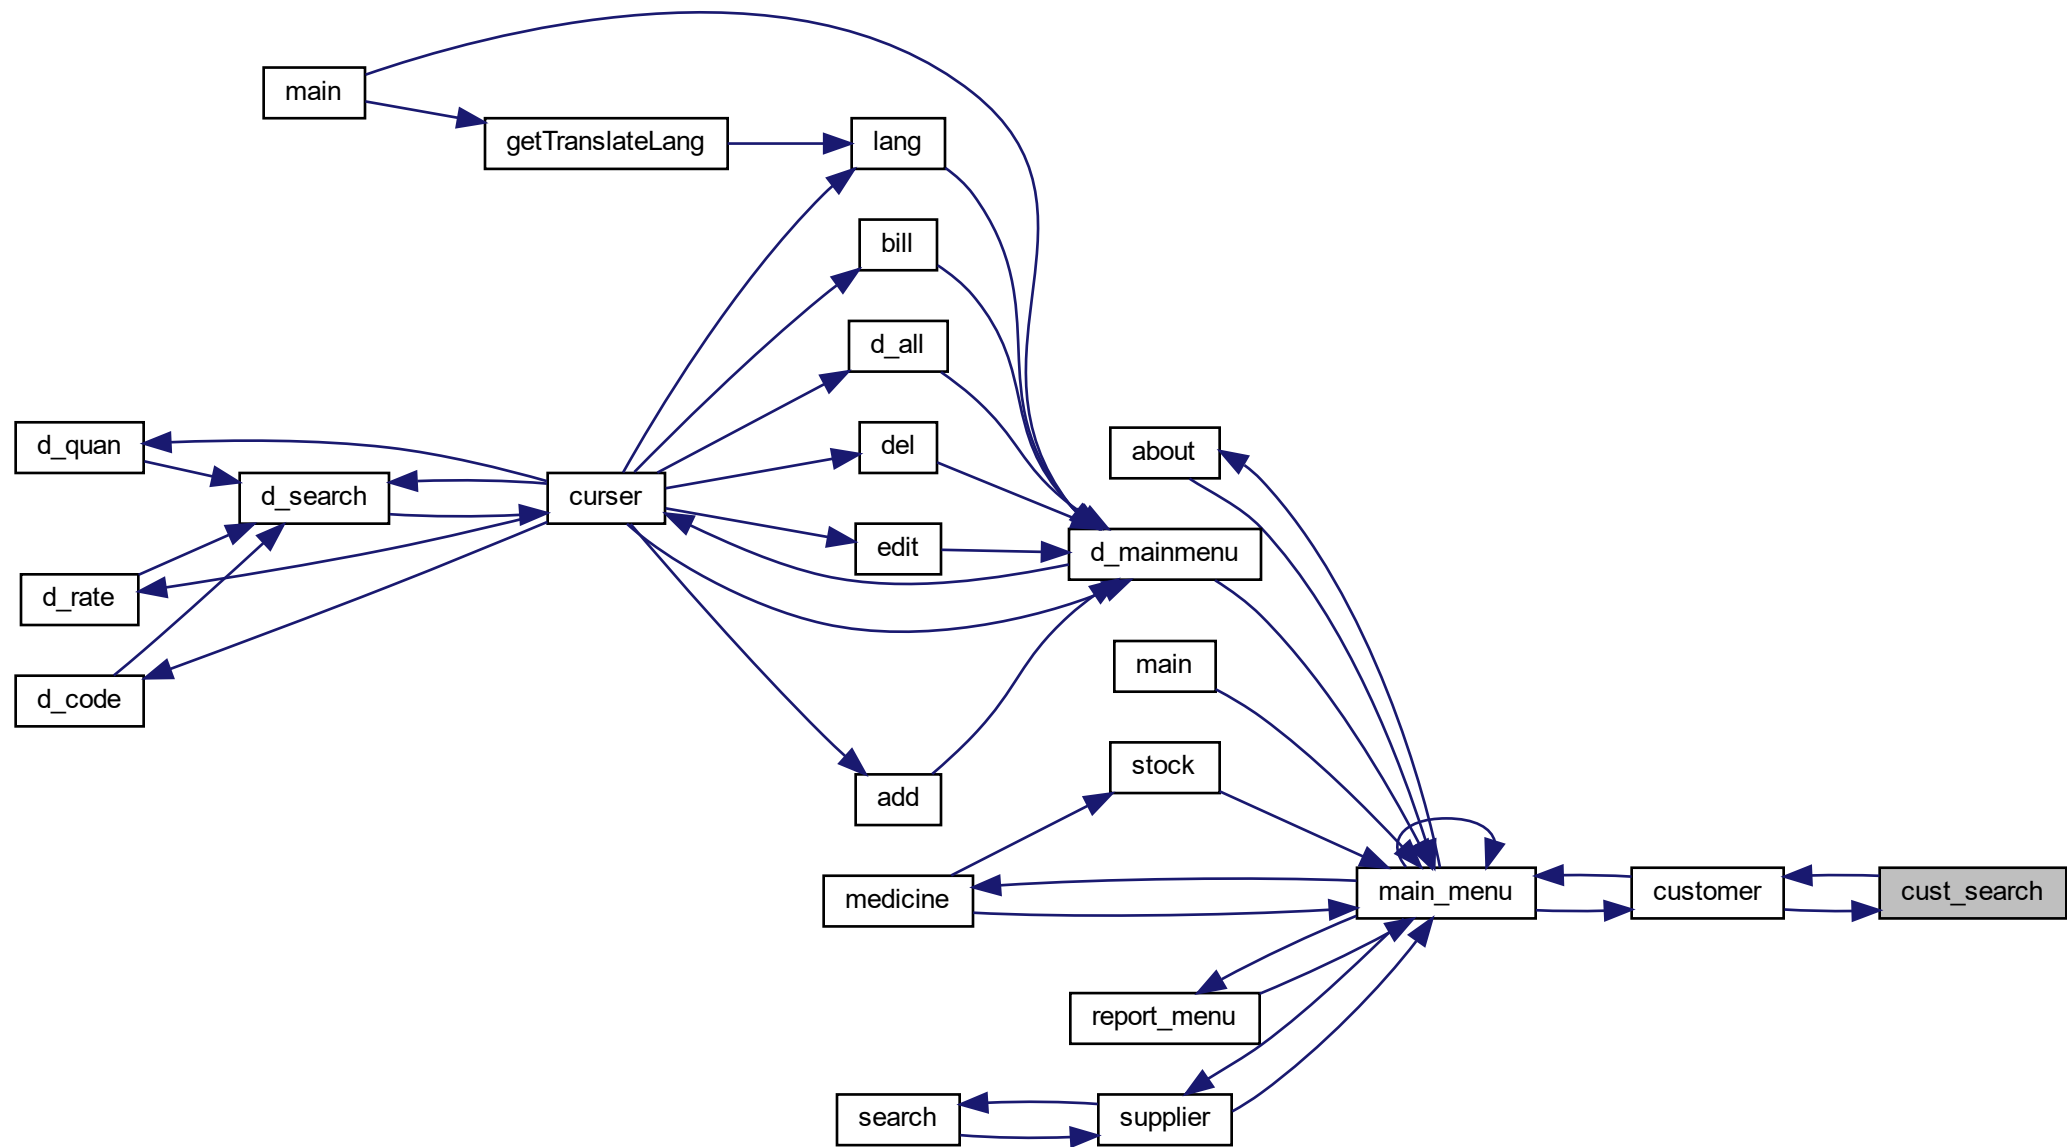 main
getTranslateLang
lang
bill
d_all
d_quan
del
about
d_search
curser
edit
d_mainmenu
d_rate
main
d_code
stock
add
medicine
main_menu
customer
cust_search
report_menu
search
supplier